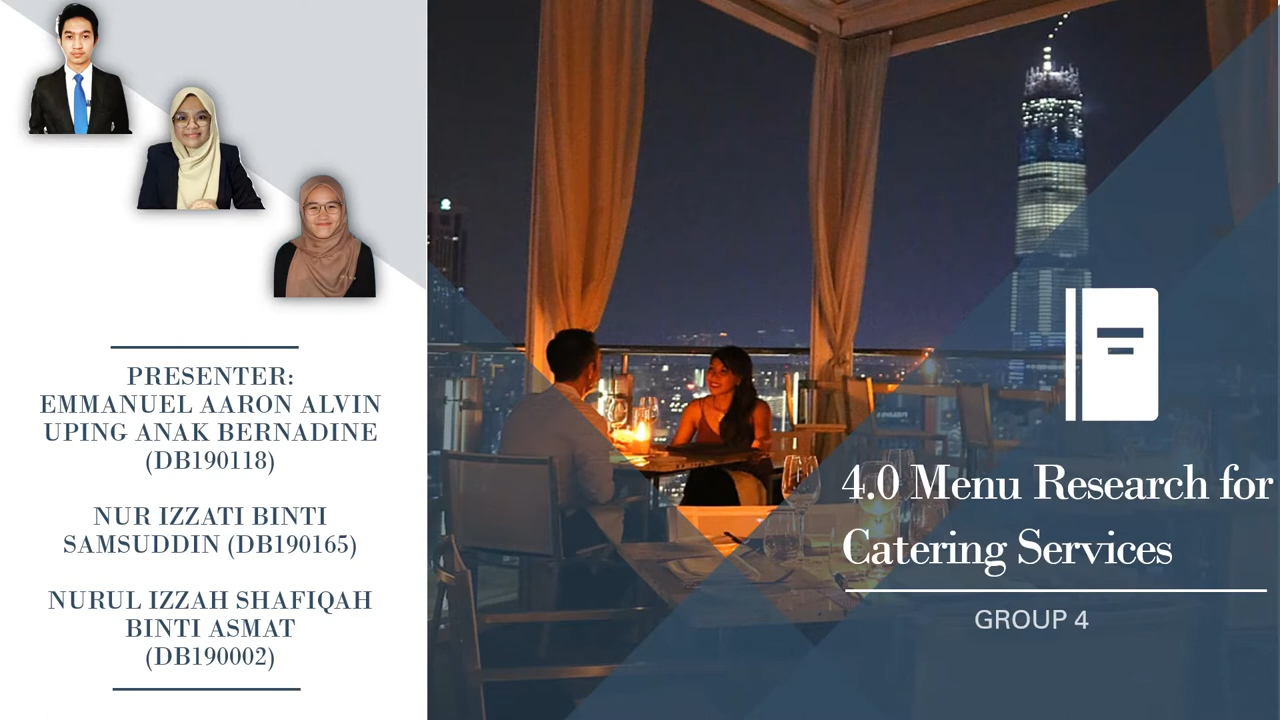 PRESENTER:
EMMANUEL AARON ALVIN
UPING ANAK BERNADINE
(DB190118)
NUR IZZATI BINTI
SAMSUDDIN (DB190165)
NURUL IZZAH SHAFIQAH
BINTI ASMAT
(DB190002)
4.0 Menu Research for
Catering Services
GROUP 4